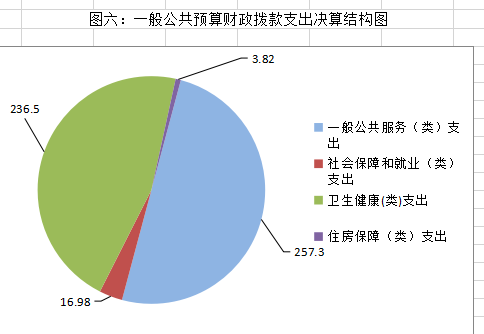 图六：一般公共预算财政拨款支出决算结构图
3.82
236.5
一般公共服务（类）支
出
社会保障和就业（类）
支出
卫生健康(类)支出
住房保障（类）支出
257.3
16.98